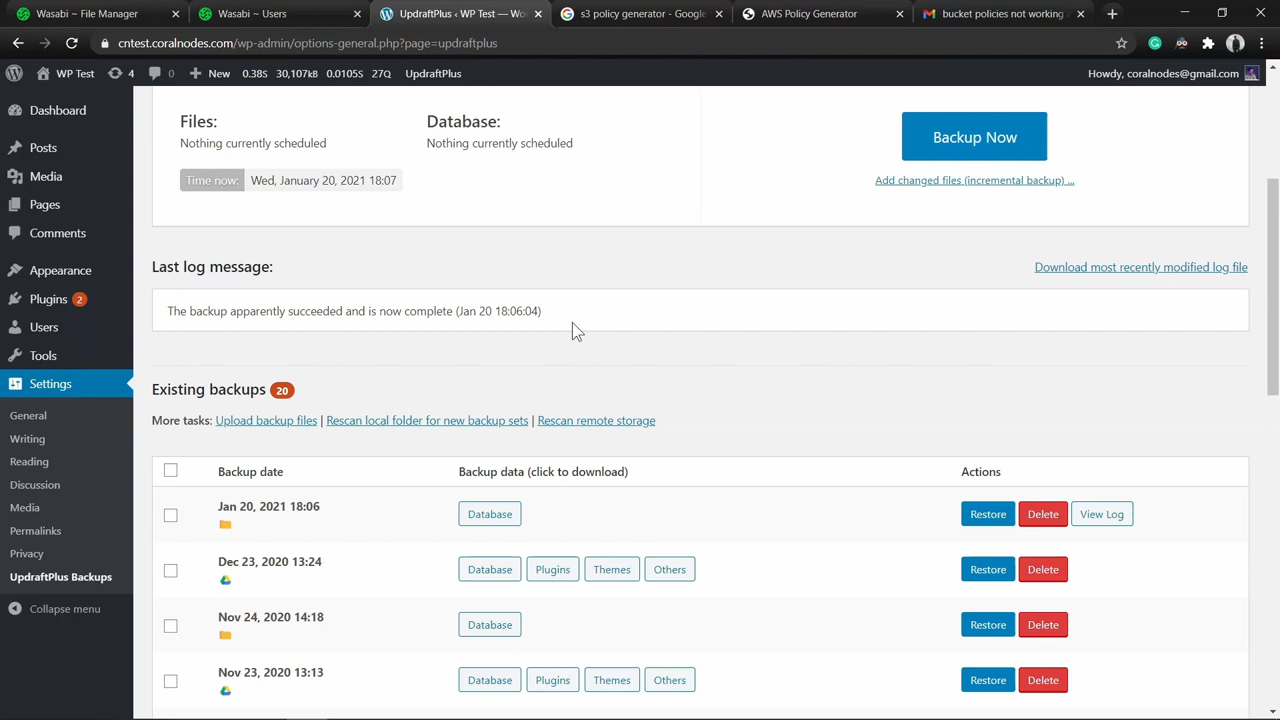 Wasabi ~ File Manager
Wasabi ~ Users
UpdraftPlus ‹ WP Test — Wo
s3 policy generator - Google
AWS Policy Generator
bucket policies not working
cntest.coralnodes.com/wp-admin/options-general.php?page=updraftplus
WP Test
4
0
New
0.38S
30,107kB
0.0105S
27Q
UpdraftPlus
Howdy, coralnodes@gmail.com
Dashboard
Posts
Media
Pages
Comments
Appearance
Plugins 2
Users
Tools
Settings
General
Writing
Reading
Discussion
Media
Permalinks
Privacy
UpdraftPlus Backups
Collapse menu
Files:
Nothing currently scheduled
Database:
Nothing currently scheduled
Time now: Wed, January 20, 2021 18:07
Backup Now
Add changed files (incremental backup) ...
Last log message:
Download most recently modified log file
The backup apparently succeeded and is now complete (Jan 20 18:06:04)
Existing backups 20
More tasks: Upload backup files | Rescan local folder for new backup sets | Rescan remote storage
Backup date
Backup data (click to download)
Actions
Jan 20, 2021 18:06
Database
Restore Delete View Log
Dec 23, 2020 13:24
Database Plugins Themes Others
Restore Delete
Nov 24, 2020 14:18
Database
Restore Delete
Nov 23, 2020 13:13
Database Plugins Themes Others
Restore Delete